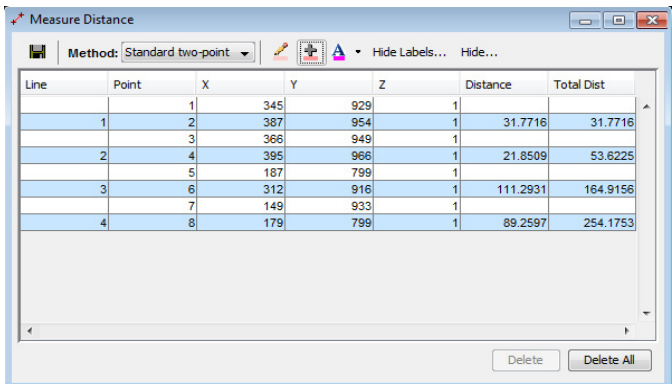 Measure Distance
Method: Standard two-point Hide Labels... Hide...
Line Point X Y Z Distance Total Dist
1 345 929 1
1 2 387 954 1 31.7716 31.7716
3 366 949 1
2 4 395 966 1 21.8509 53.6225
5 187 799 1
3 6 312 916 1 111.2931 164.9156
7 149 933 1
4 8 179 799 1 89.2597 254.1753
Delete Delete All